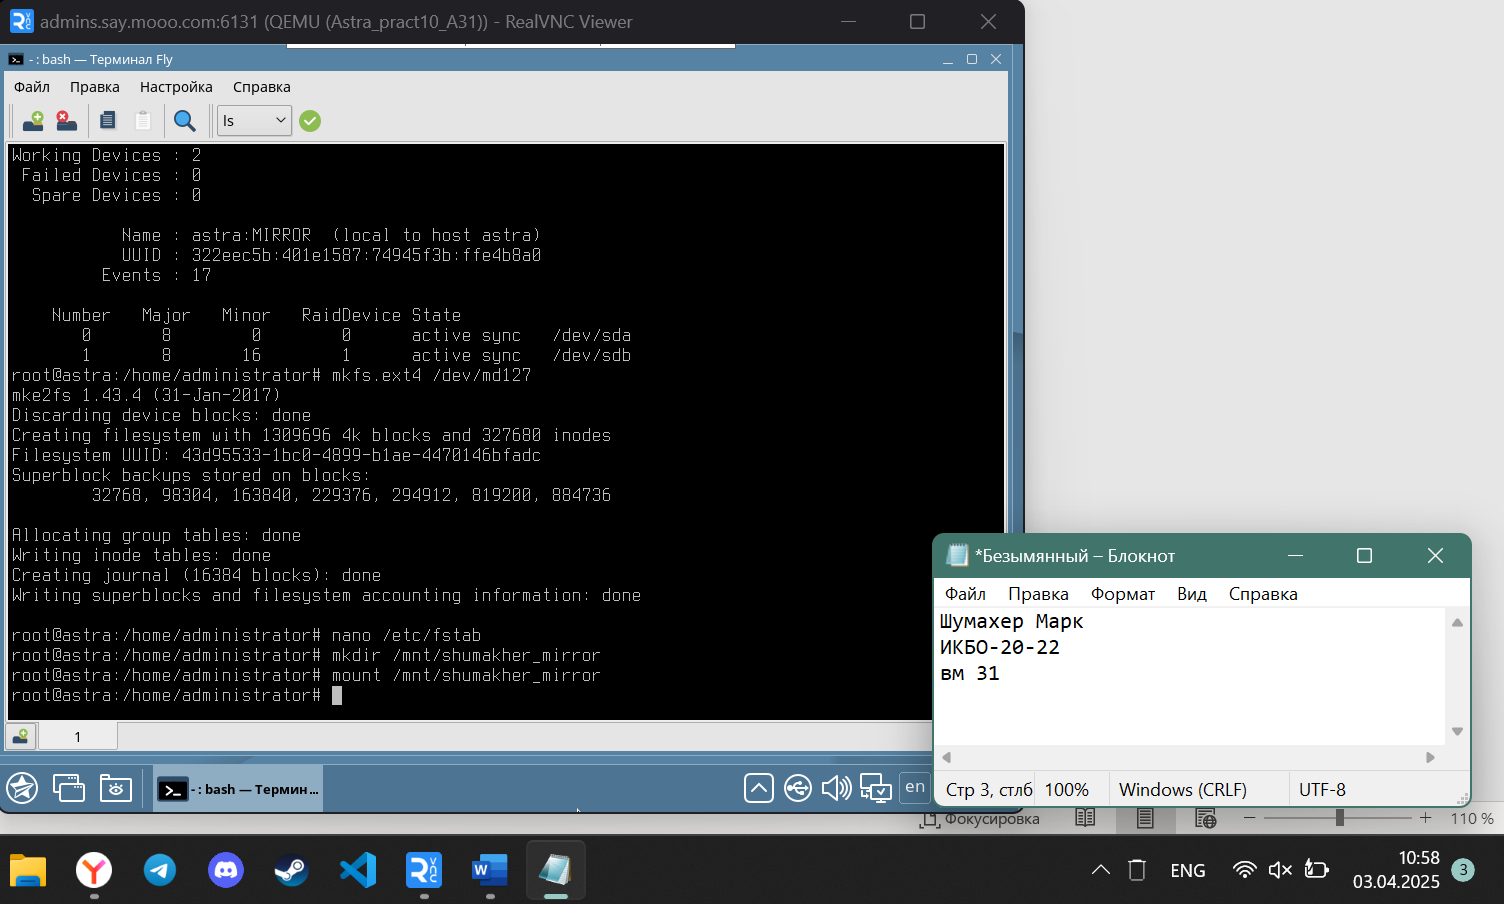 admins.say.mooo.com:6131 (QEMU (Astra_pract10_A31)) - RealVNC Viewer
- : bash — Терминал Fly
Файл Правка Настройка Справка
ls
Working Devices : 2
Failed Devices : 0
Spare Devices : 0
Name : astra:MIRROR (local to host astra)
UUID : 322eec5b:401e1587:74945f3b:ffe4b8a0
Events : 17
Number Major Minor RaidDevice State
0 8 0 0 active sync /dev/sda
1 8 16 1 active sync /dev/sdb
root@astra:/home/administrator# mkfs.ext4 /dev/md127
mke2fs 1.43.4 (31-Jan-2017)
Discarding device blocks: done
Creating filesystem with 1309696 4k blocks and 327680 inodes
Filesystem UUID: 43d95533-1bc0-4899-b1ae-4470146bfadc
Superblock backups stored on blocks:
32768, 98304, 163840, 229376, 294912, 819200, 884736
Allocating group tables: done
Writing inode tables: done
Creating journal (16384 blocks): done
Writing superblocks and filesystem accounting information: done
root@astra:/home/administrator# nano /etc/fstab
root@astra:/home/administrator# mkdir /mnt/shumakher_mirror
root@astra:/home/administrator# mount /mnt/shumakher_mirror
root@astra:/home/administrator#
1
- : bash — Термин...
en
*Безымянный – Блокнот
Файл Правка Формат Вид Справка
Шумахер Марк
ИКБО-20-22
вм 31
Стр 3, стлб 100% Windows (CRLF) UTF-8
Фокусировка 110 %
ENG 10:58 3
03.04.2025